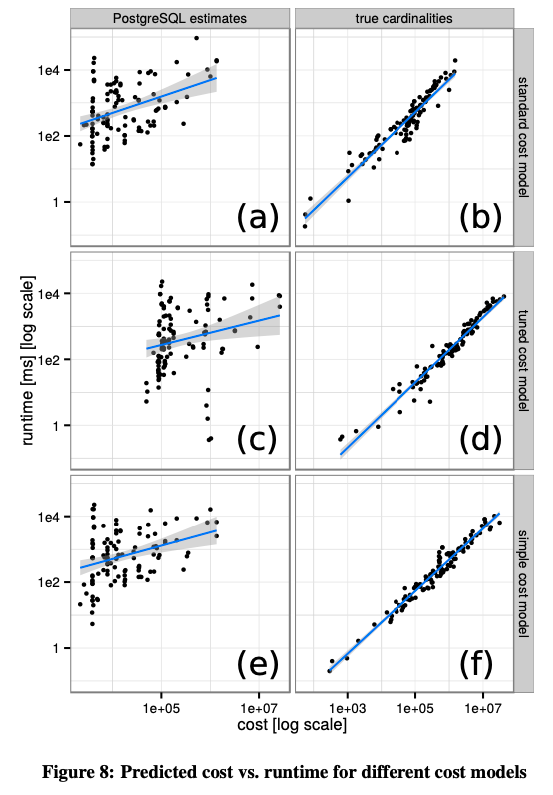 PostgreSQL estimates
true cardinalities
1e4
1e2
1
(a)
(b)
standard cost model
1e4
1e2
1
(c)
(d)
tuned cost model
1e4
1e2
1
(e)
(f)
simple cost model
runtime [ms] [log scale]
1e+05 1e+07 1e+03 1e+05 1e+07
cost [log scale]
Figure 8: Predicted cost vs. runtime for different cost models